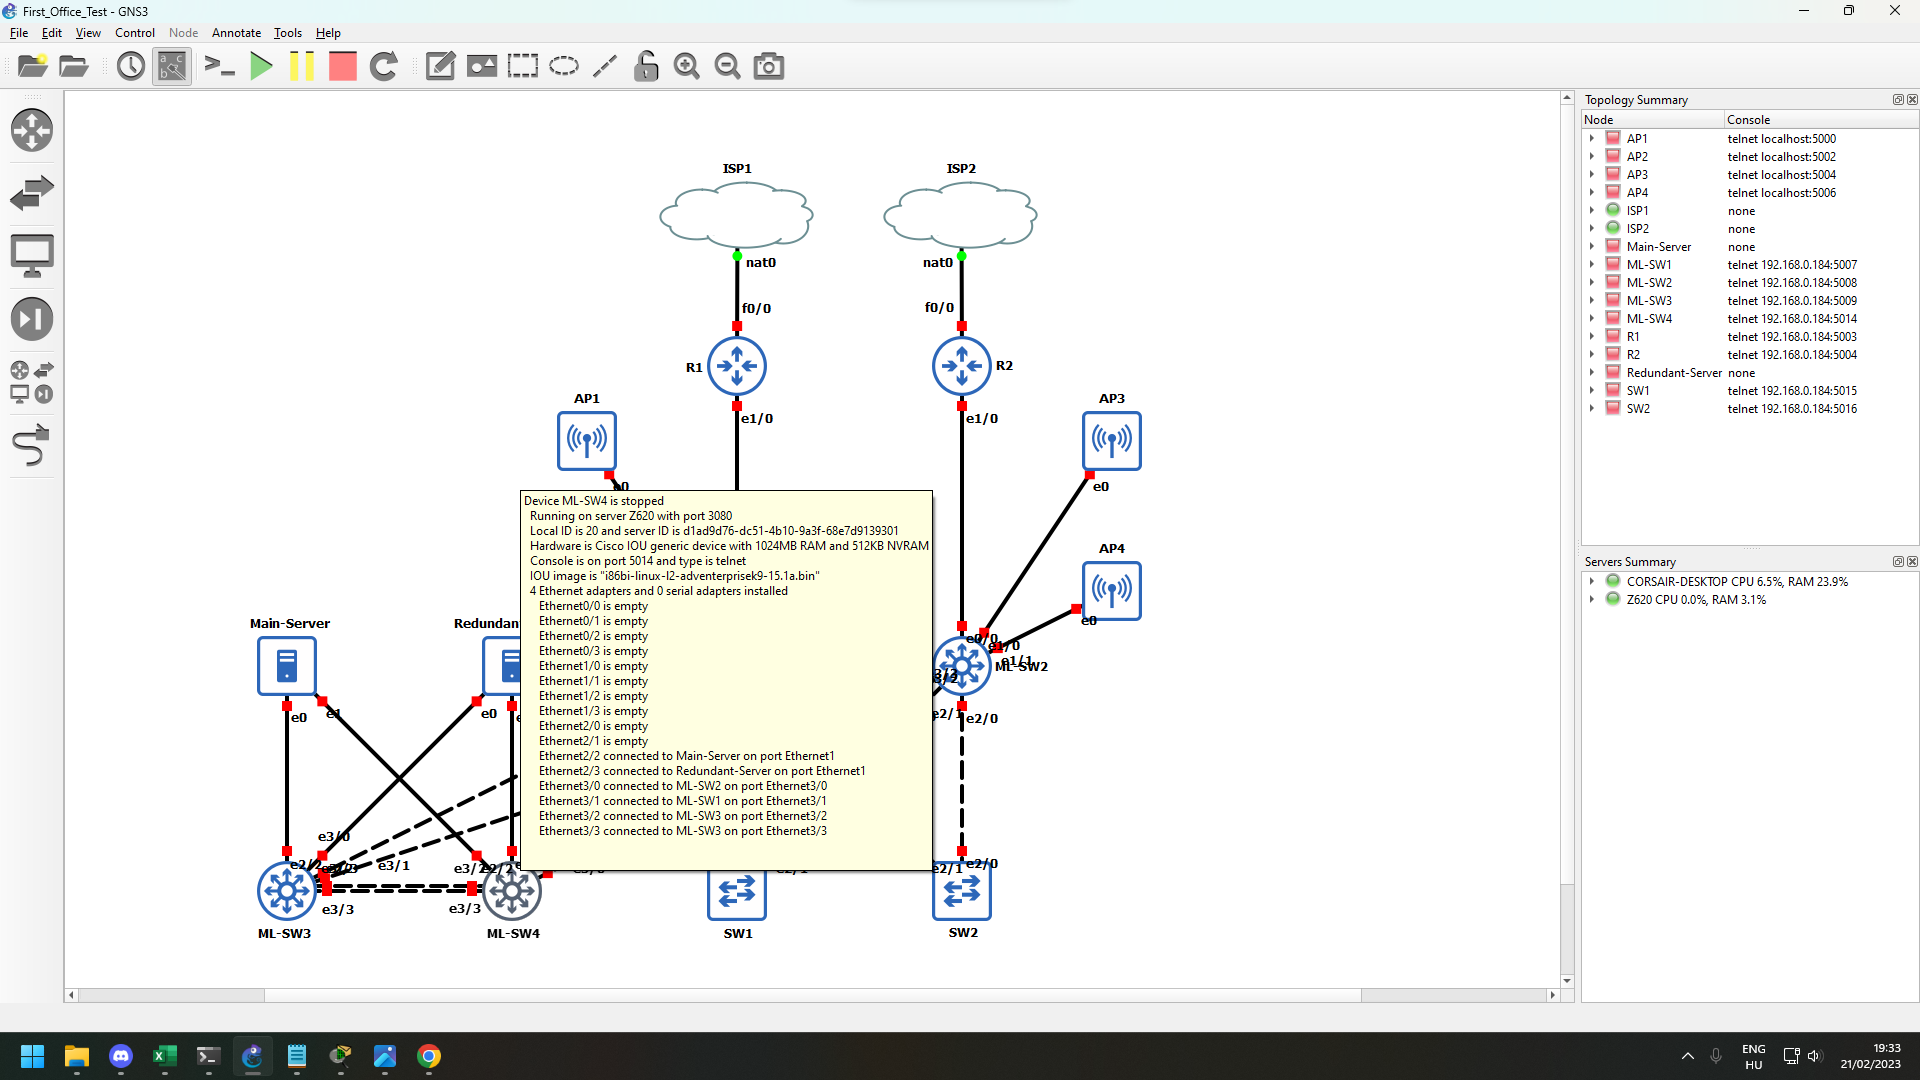 First_Office_Test - GNS3
File Edit View Control Node Annotate Tools Help
ISP1
ISP2
nat0
nat0
f0/0
f0/0
R1
R2
AP1
AP3
e1/0
e1/0
e0
e0
AP4
e0
Device ML-SW4 is stopped
Running on server Z620 with port 3080
Local ID is 20 and server ID is d1ad9d76-dc51-4b10-9a3f-68e7d9139301
Hardware is Cisco IOU generic device with 1024MB RAM and 512KB NVRAM
Console is on port 5014 and type is telnet
IOU image is "i86bi-linux-l2-adventerprisek9-15.1a.bin"
4 Ethernet adapters and 0 serial adapters installed
Ethernet0/0 is empty
Ethernet0/1 is empty
Ethernet0/2 is empty
Ethernet0/3 is empty
Ethernet1/0 is empty
Ethernet1/1 is empty
Ethernet1/2 is empty
Ethernet1/3 is empty
Ethernet2/0 is empty
Ethernet2/1 is empty
Ethernet2/2 connected to Main-Server on port Ethernet1
Ethernet2/3 connected to Redundant-Server on port Ethernet1
Ethernet3/0 connected to ML-SW2 on port Ethernet3/0
Ethernet3/1 connected to ML-SW1 on port Ethernet3/1
Ethernet3/2 connected to ML-SW3 on port Ethernet3/2
Ethernet3/3 connected to ML-SW3 on port Ethernet3/3
Main-Server
Redundan
e0/0
e1/0
e1/1
ML-SW2
e0
e1
e0
e2/1
e2/0
e3/0
e2/2
e3/1
e3/2
e2/2
e2/1
e2/0
e3/3
e3/3
ML-SW3
ML-SW4
SW1
SW2
Topology Summary
Node Console
AP1 telnet localhost:5000
AP2 telnet localhost:5002
AP3 telnet localhost:5004
AP4 telnet localhost:5006
ISP1 none
ISP2 none
Main-Server none
ML-SW1 telnet 192.168.0.184:5007
ML-SW2 telnet 192.168.0.184:5008
ML-SW3 telnet 192.168.0.184:5009
ML-SW4 telnet 192.168.0.184:5014
R1 telnet 192.168.0.184:5003
R2 telnet 192.168.0.184:5004
Redundant-Server none
SW1 telnet 192.168.0.184:5015
SW2 telnet 192.168.0.184:5016
Servers Summary
CORSAIR-DESKTOP CPU 6.5%, RAM 23.9%
Z620 CPU 0.0%, RAM 3.1%
ENG
HU
19:33
21/02/2023